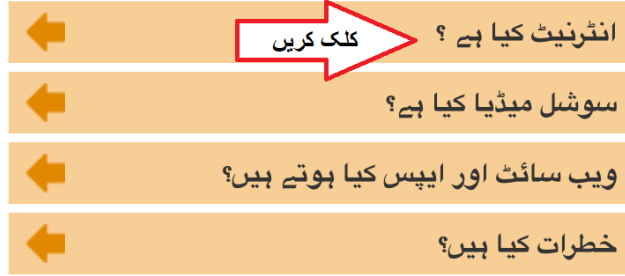 انٹرنیٹ کیا ہے ؟
کلک کریں
سوشل میڈیا کیا ہے؟
ویب سائٹ اور ایپس کیا ہوتے ہیں؟
خطرات کیا ہیں؟